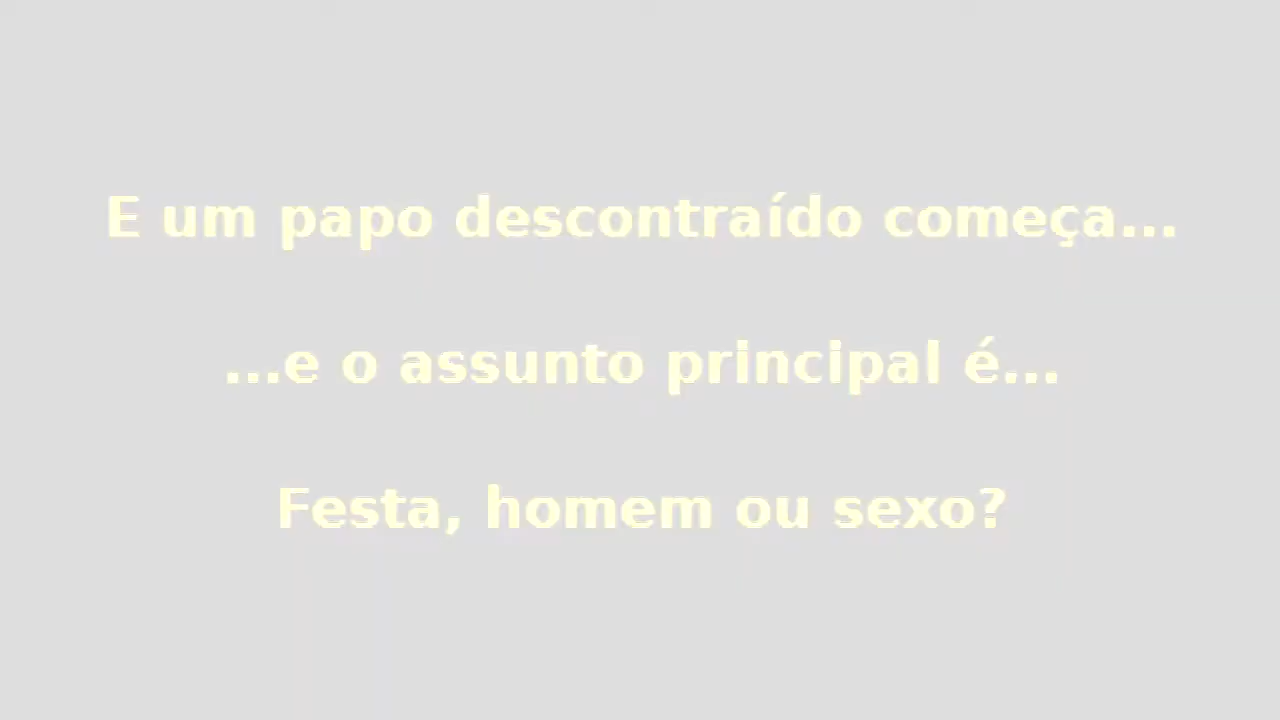 E um papo descontraído começa...
...e o assunto principal é...
Festa, homem ou sexo?